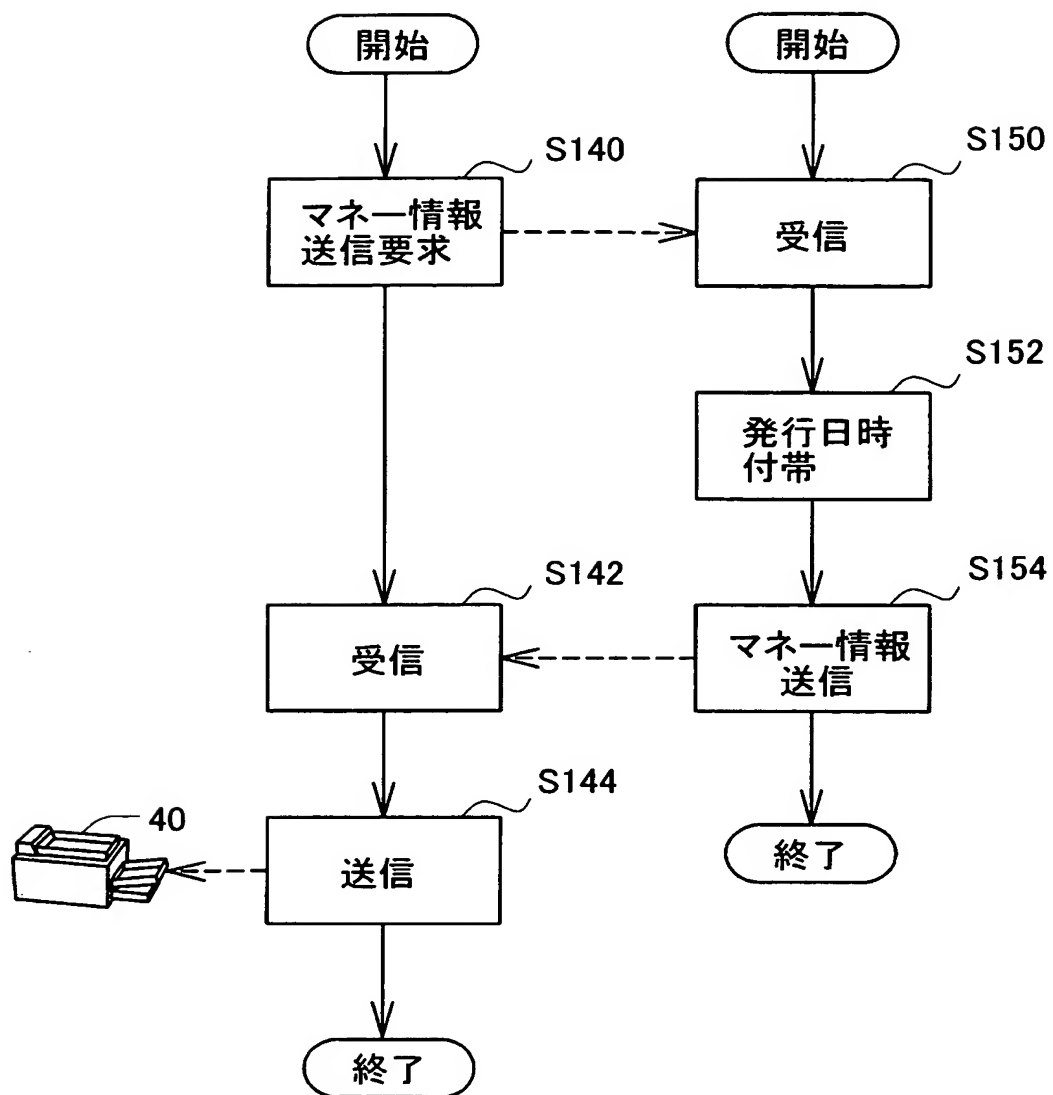 開始
開始
S140
S150
マネー情報
送信要求
受信
S152
発行日時
付帯
S142
S154
受信
マネー情報
送信
S144
40
送信
終了
終了